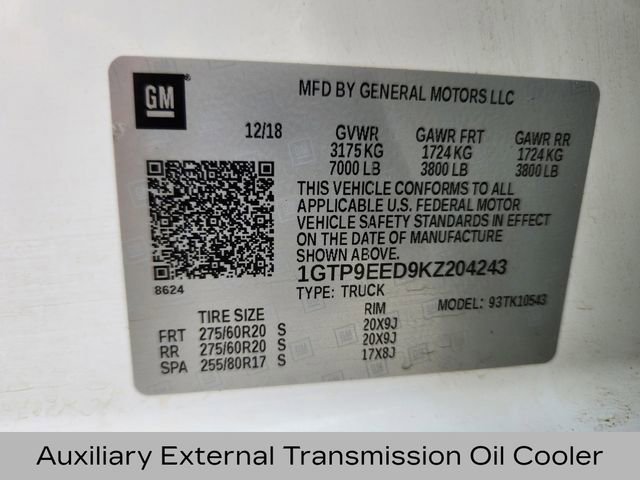 GM
MFD BY GENERAL MOTORS LLC
12/18 GVWR GAWR FRT GAWR RR
3175 KG 1724 KG 1724 KG
7000 LB 3800 LB 3800 LB
THIS VEHICLE CONFORMS TO ALL
APPLICABLE U.S. FEDERAL MOTOR
VEHICLE SAFETY STANDARDS IN EFFECT
ON THE DATE OF MANUFACTURE
SHOWN ABOVE.
8624 1GTP9EED9KZ204243
TYPE: TRUCK MODEL: 93TK10543
TIRE SIZE RIM
FRT 275/60R20 S 20X9J
RR 275/60R20 S 20X9J
SPA 255/80R17 S 17X8J
Auxiliary External Transmission Oil Cooler